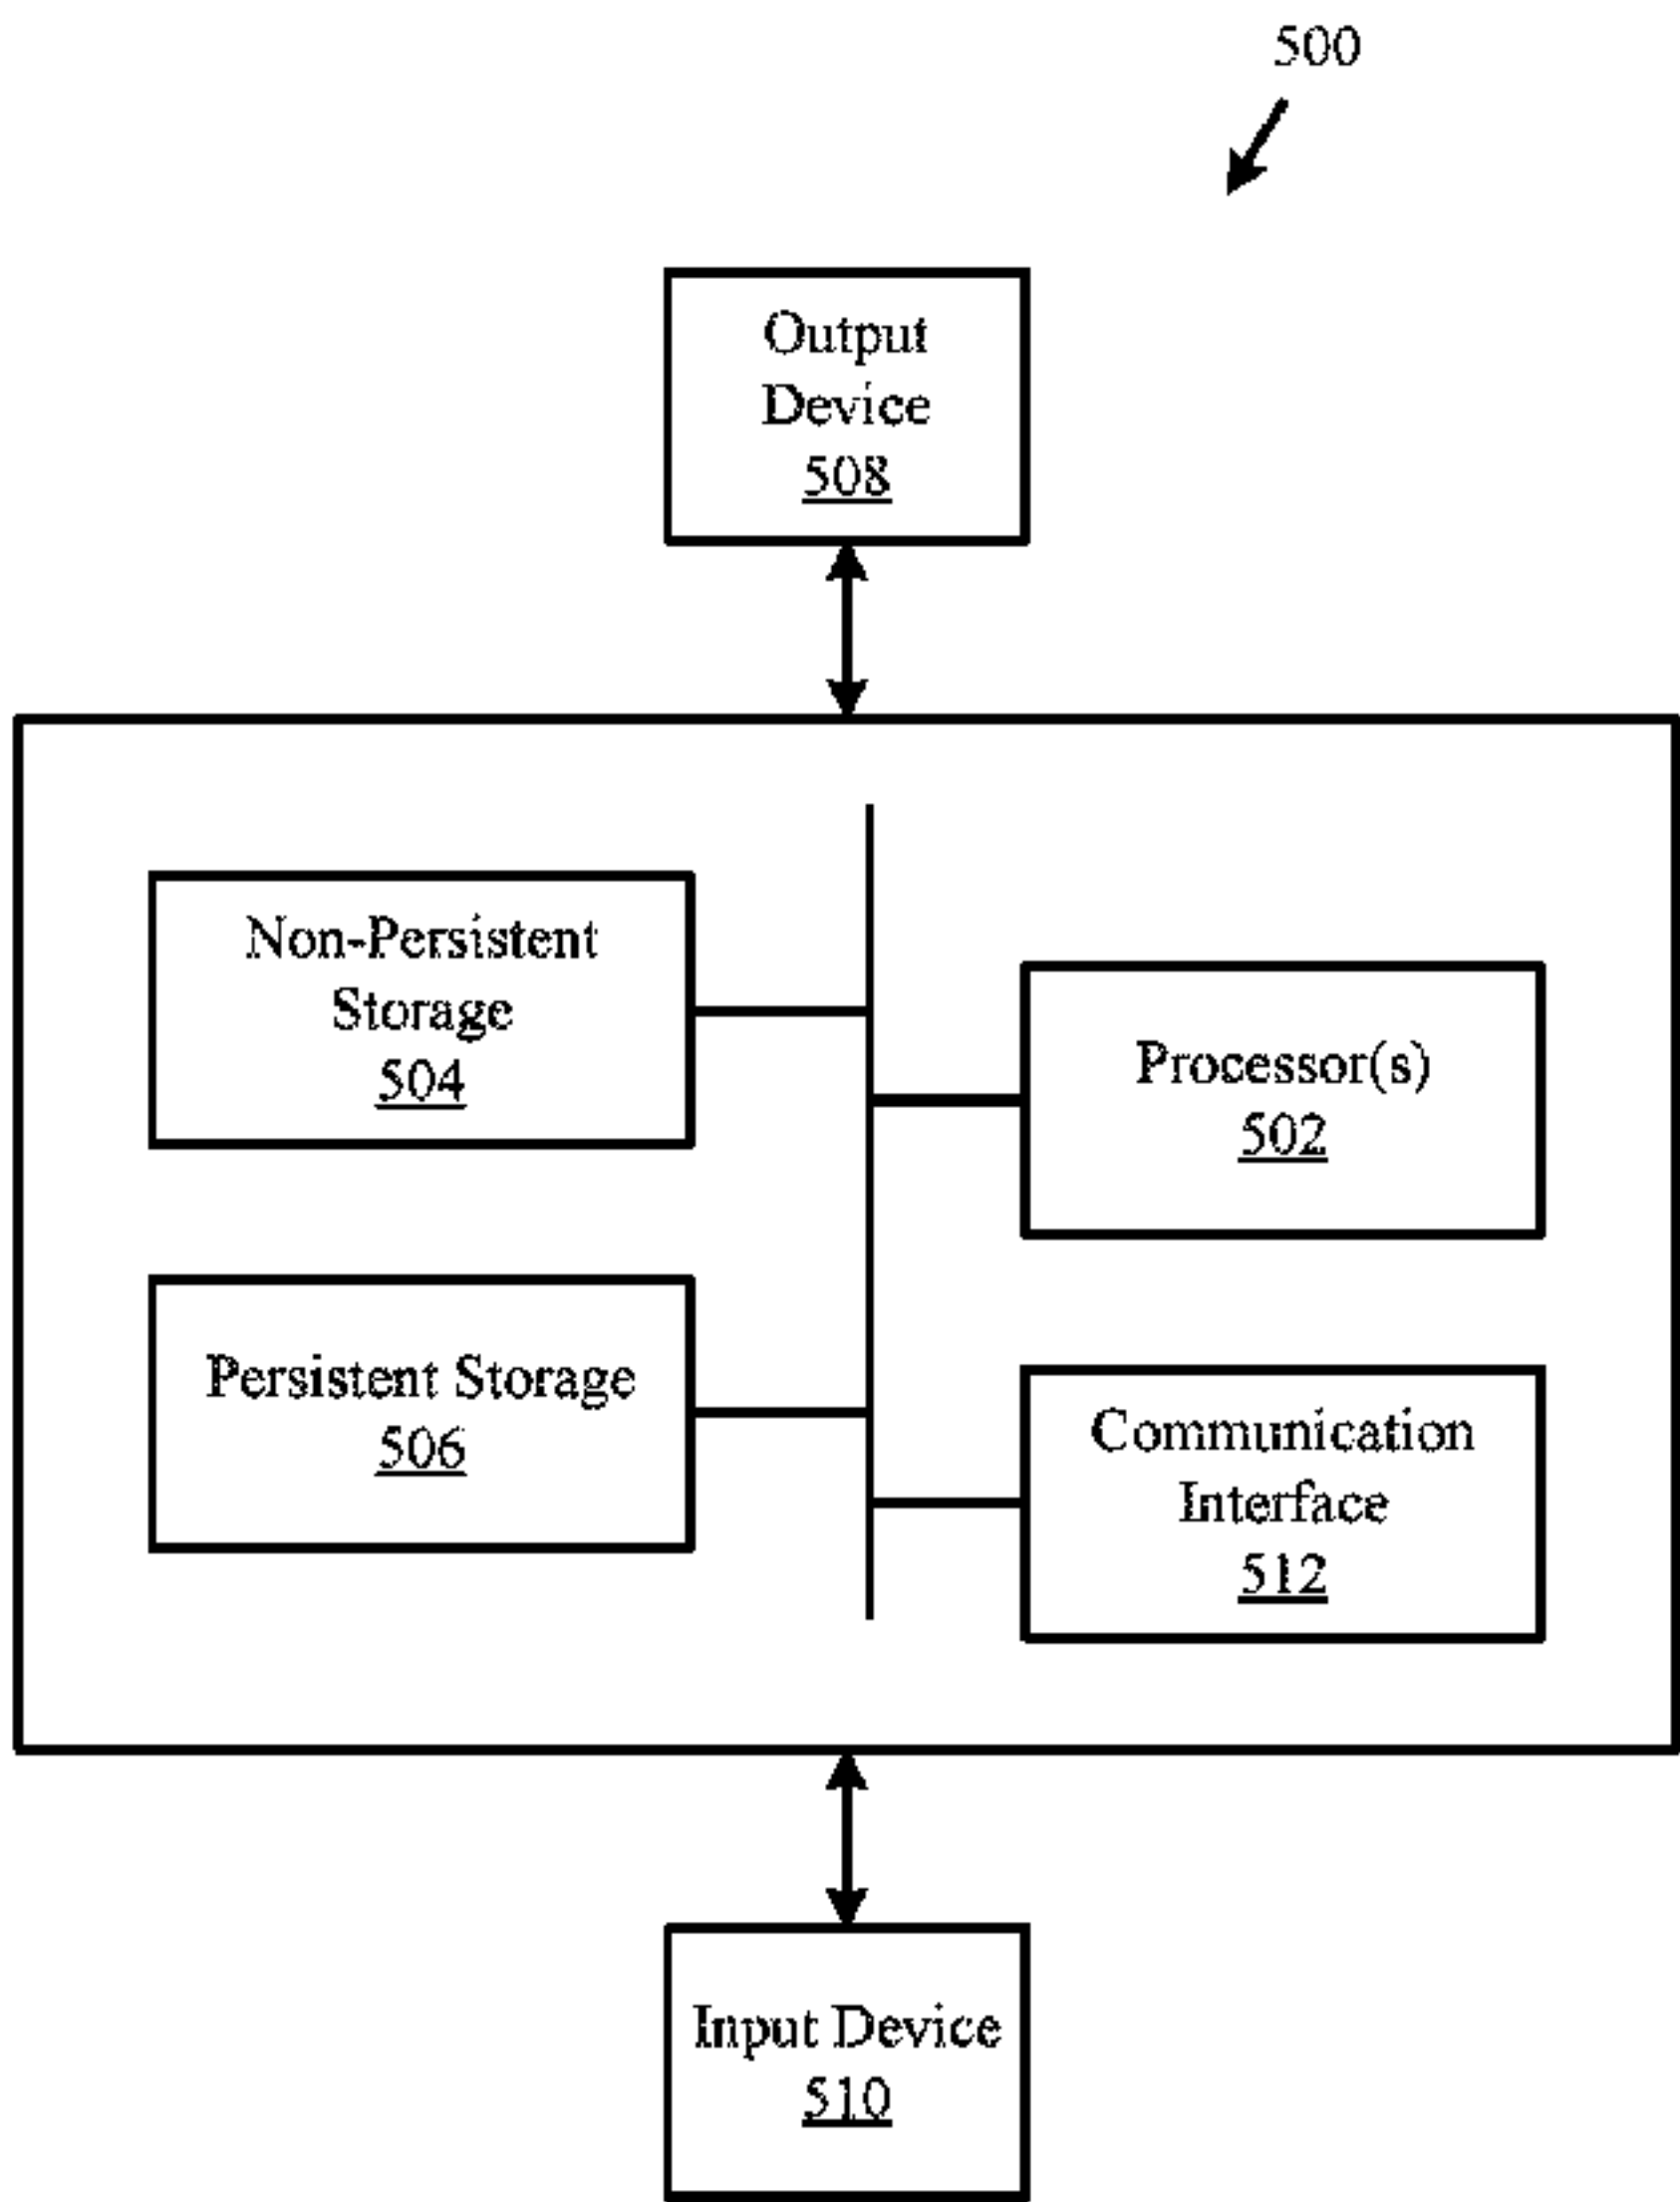 500
Output
Device
508
Non-Persistent
Storage
504
Processor(s)
502
Persistent Storage
506
Communication
Interface
512
Input Device
510